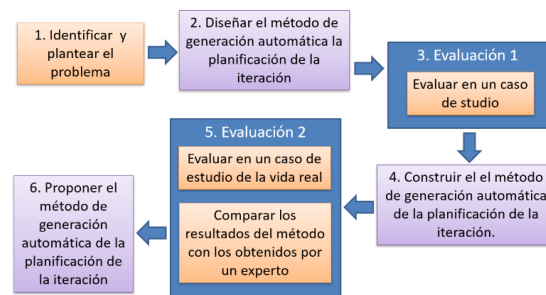 1. Identificar y
plantear el
problema
2. Diseñar el método de
generación automática la
planificación de la
iteración
3. Evaluación 1
Evaluar en un caso
de studio
4. Construir el el método
de generación automática
de la planificación de la
iteración.
5. Evaluación 2
Evaluar en un caso de
estudio de la vida real
Comparar los
resultados del método
con los obtenidos por
un experto
6. Proponer el
método de
generación
automática de la
planificación de
la iteración